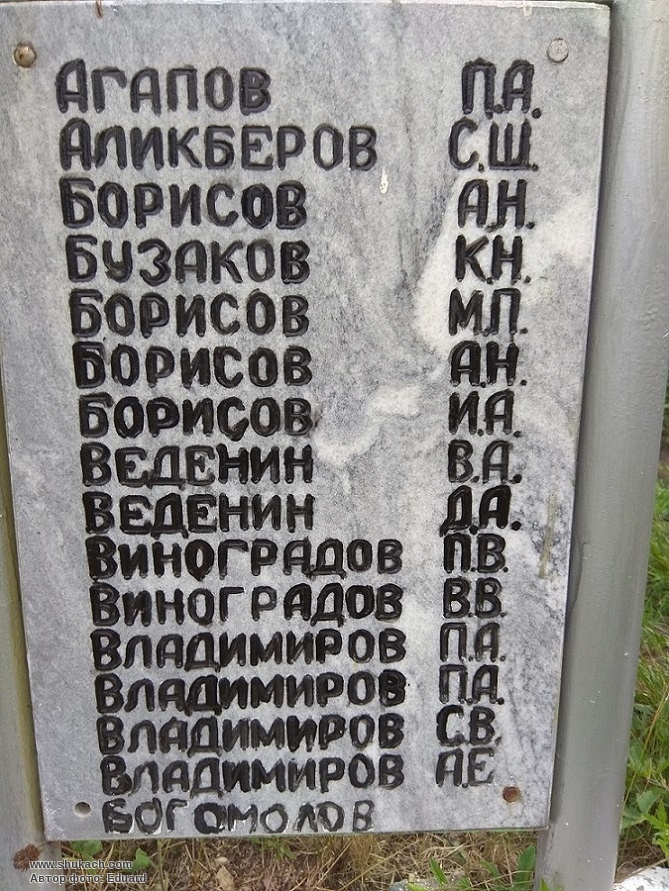 АГАПОВ П.А.
АЛИКБЕРОВ С.Ш.
БОРИСОВ А.Н.
БУЗАКОВ К.Н.
БОРИСОВ М.П.
БОРИСОВ А.Н.
БОРИСОВ И.А.
ВЕДЕНИН В.А.
ВЕДЕНИН Д.А.
ВИНОГРАДОВ П.В.
ВИНОГРАДОВ В.В.
ВЛАДИМИРОВ П.А.
ВЛАДИМИРОВ П.А.
ВЛАДИМИРОВ С.В.
ВЛАДИМИРОВ А.Е
БОГОМОЛОВ
www.shukach.com
Автор фото: Eduard